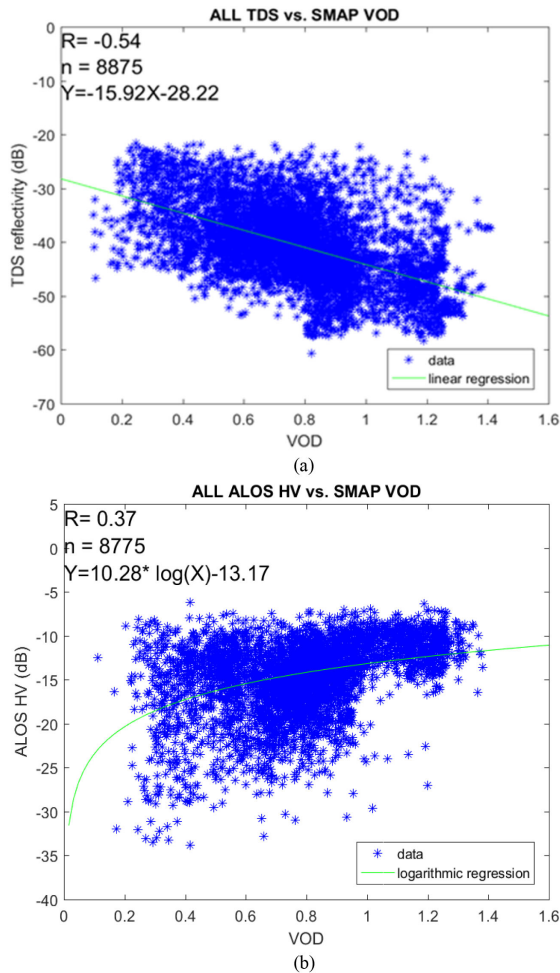 ALL TDS vs. SMAP VOD
R= -0.54
n = 8875
Y=-15.92X-28.22
TDS reflectivity (dB)
0
-10
-20
-30
-40
-50
-60
-70
data
linear regression
0 0.2 0.4 0.6 0.8 1 1.2 1.4 1.6
VOD
(a)
ALL ALOS HV vs. SMAP VOD
R= 0.37
n = 8775
Y=10.28* log(X)-13.17
ALOS HV (dB)
5
0
-5
-10
-15
-20
-25
-30
-35
-40
data
logarithmic regression
0 0.2 0.4 0.6 0.8 1 1.2 1.4 1.6
VOD
(b)